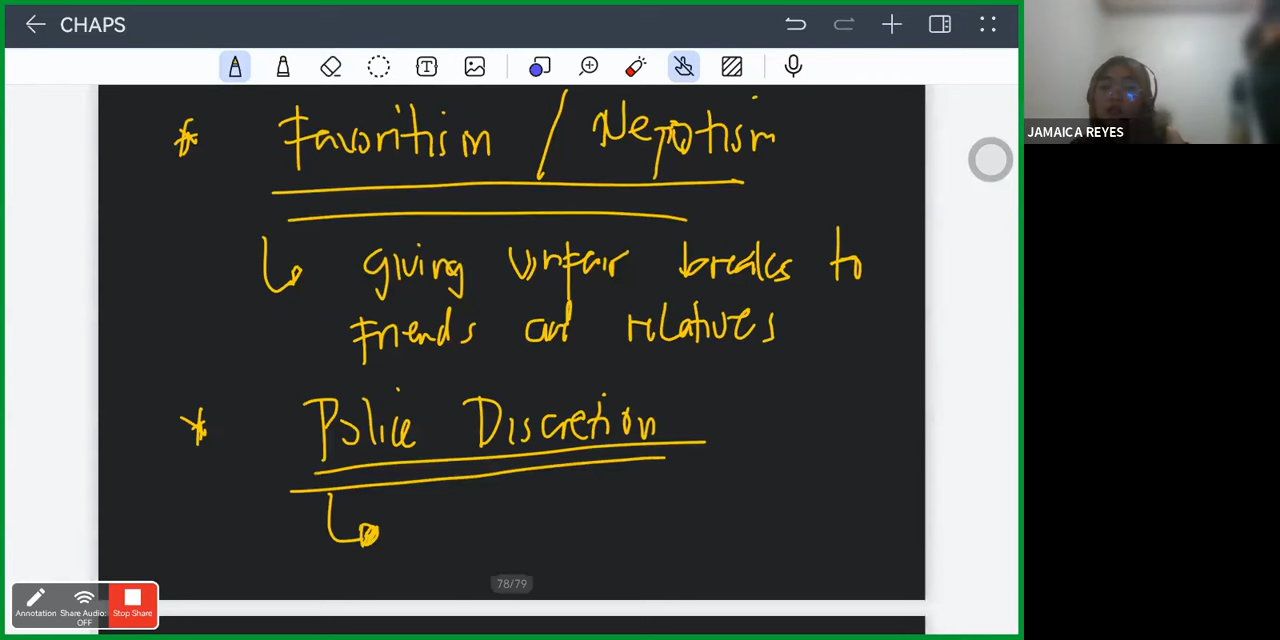 CHAPS
JAMAICA REYES
* Favoritism / Nepotism
↳ giving unfair breaks to
friends and relatives
* Police Discretion
78/79
Annotation
Share Audio: OFF
Stop Share